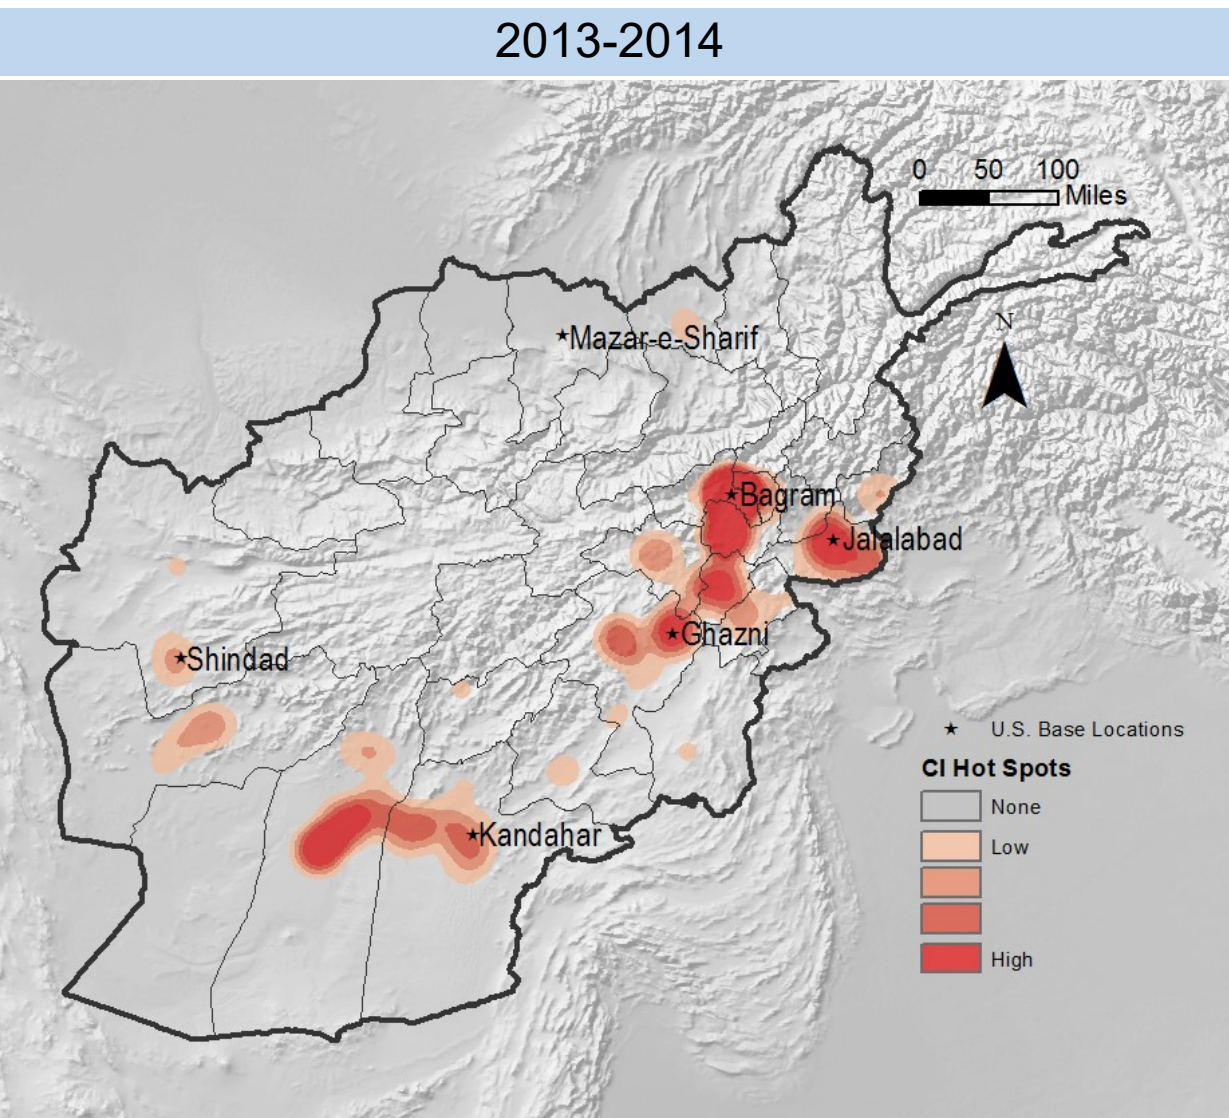 2013-2014
0 50 100
Miles
N
Mazar-e-Sharif
Bagram
Jalalabad
Ghazni
Shindad
Kandahar
U.S. Base Locations
CI Hot Spots
None
Low
High